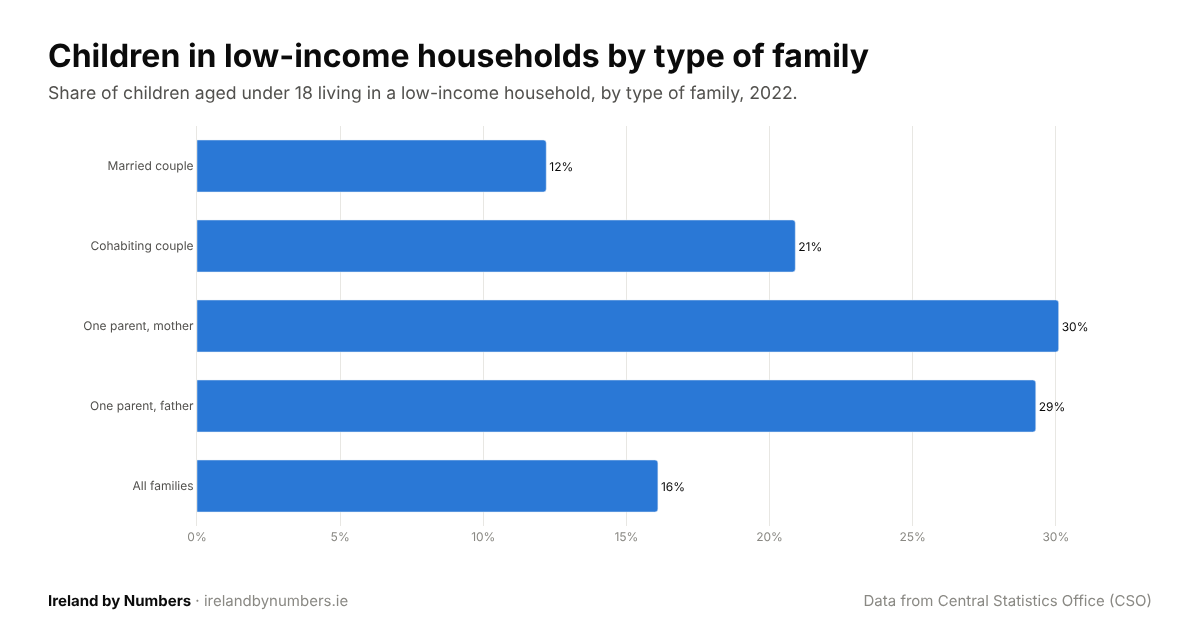 Children in low-income households by type of family
Share of children aged under 18 living in a low-income household, by type of family, 2022.
Married couple 12%
Cohabiting couple 21%
One parent, mother 30%
One parent, father 29%
All families 16%
0% 5% 10% 15% 20% 25% 30%
Ireland by Numbers · irelandbynumbers.ie Data from Central Statistics Office (CSO)